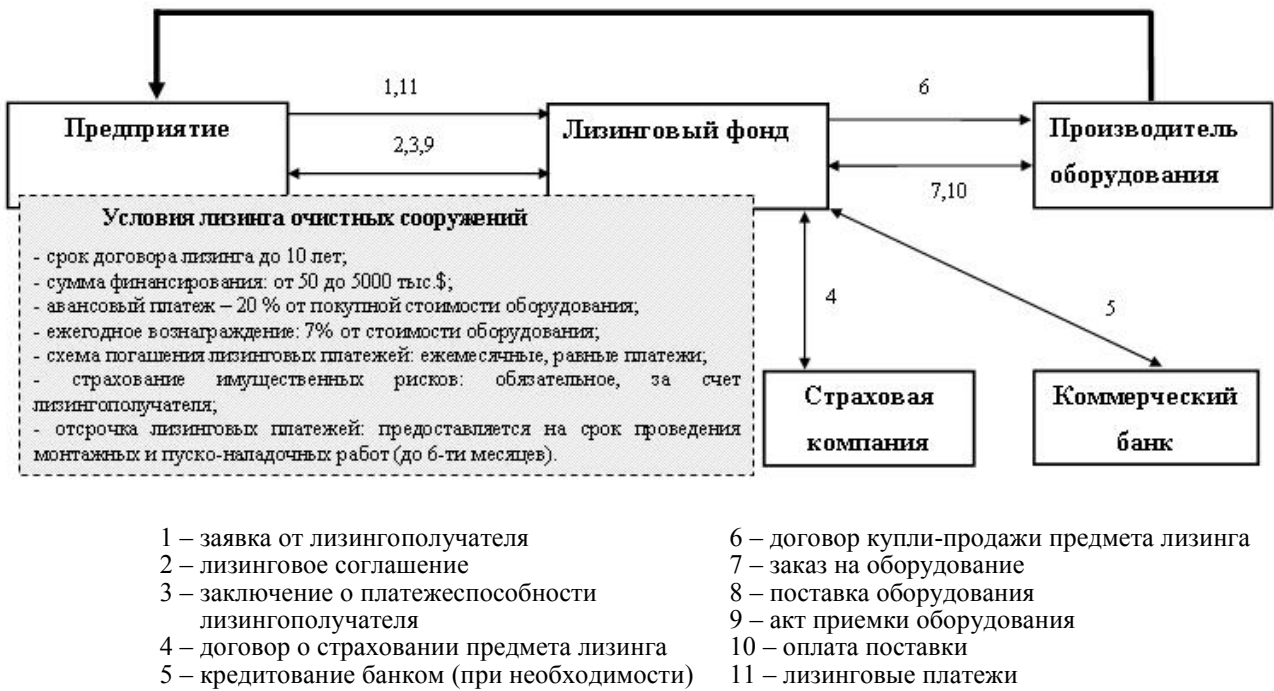 1,11
6
Предприятие
Лизинговый фонд
Производитель
оборудования
2,3,9
7,10
Условия лизинга очистных сооружений
- срок договора лизинга до 10 лет;
- сумма финансирования: от 50 до 5000 тыс.$;
- авансовый платеж – 20 % от покупной стоимости оборудования;
- ежегодное вознаграждение: 7% от стоимости оборудования;
- схема погашения лизинговых платежей: ежемесячные, равные платежи;
- страхование имущественных рисков: обязательное, за счет
лизингополучателя;
- отсрочка лизинговых платежей: предоставляется на срок проведения
монтажных и пуско-наладочных работ (до 6-ти месяцев).
4
5
Страховая
компания
Коммерческий
банк
1 – заявка от лизингополучателя
2 – лизинговое соглашение
3 – заключение о платежеспособности
лизингополучателя
4 – договор о страховании предмета лизинга
5 – кредитование банком (при необходимости)
6 – договор купли-продажи предмета лизинга
7 – заказ на оборудование
8 – поставка оборудования
9 – акт приемки оборудования
10 – оплата поставки
11 – лизинговые платежи